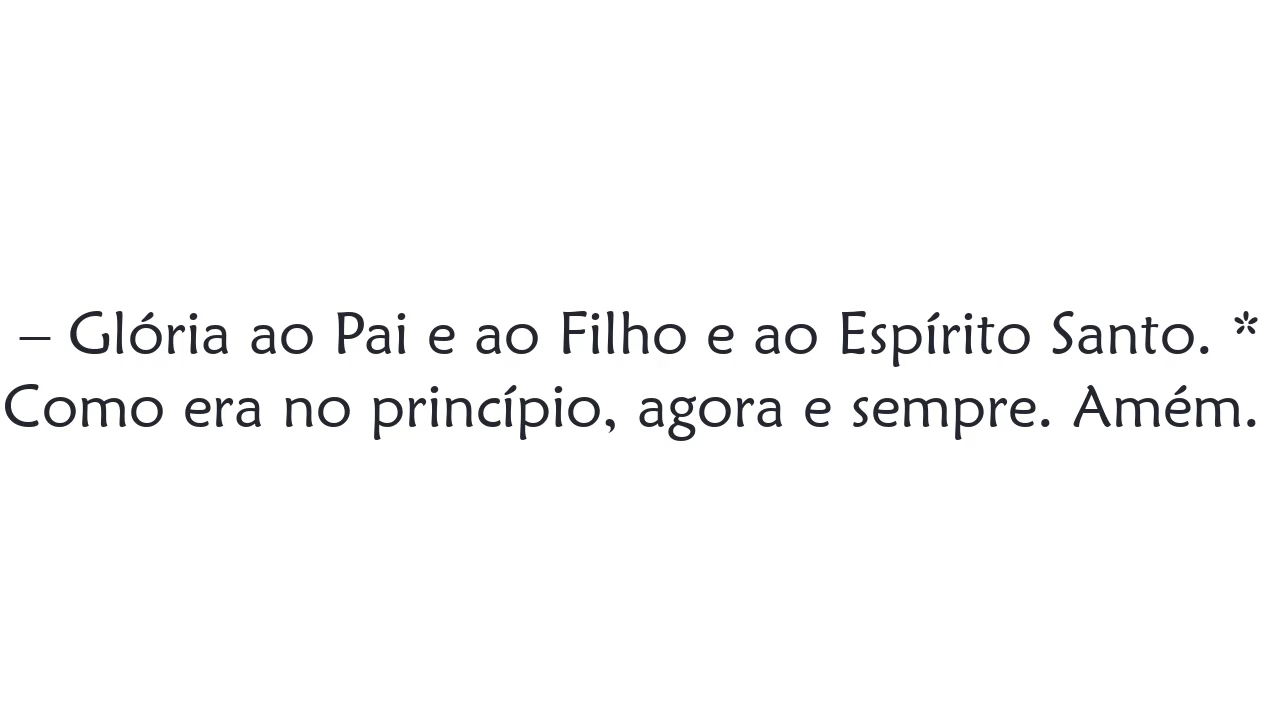 – Glória ao Pai e ao Filho e ao Espírito Santo. *
Como era no princípio, agora e sempre. Amém.